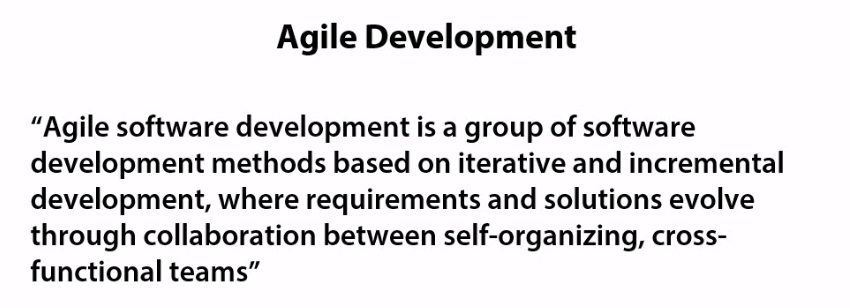 Agile Development
“Agile software development is a group of software
development methods based on iterative and incremental
development, where requirements and solutions evolve
through collaboration between self-organizing, cross-
functional teams”